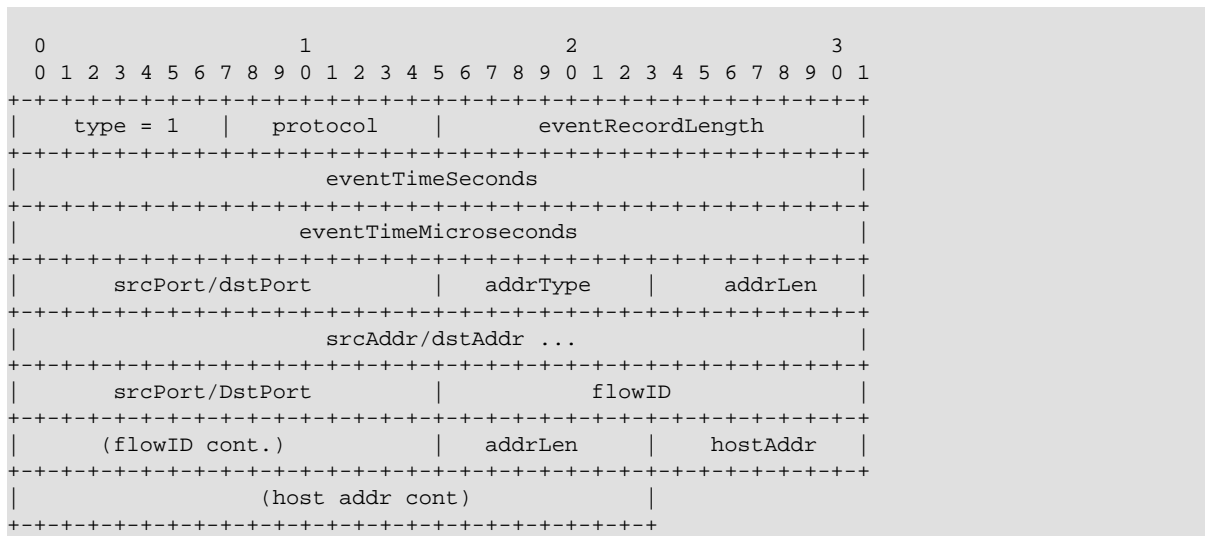 0                   1                   2                   3
0 1 2 3 4 5 6 7 8 9 0 1 2 3 4 5 6 7 8 9 0 1 2 3 4 5 6 7 8 9 0 1
+-+-+-+-+-+-+-+-+-+-+-+-+-+-+-+-+-+-+-+-+-+-+-+-+-+-+-+-+-+-+-+-+
|    type = 1   |   protocol    |       eventRecordLength       |
+-+-+-+-+-+-+-+-+-+-+-+-+-+-+-+-+-+-+-+-+-+-+-+-+-+-+-+-+-+-+-+-+
|                       eventTimeSeconds                        |
+-+-+-+-+-+-+-+-+-+-+-+-+-+-+-+-+-+-+-+-+-+-+-+-+-+-+-+-+-+-+-+-+
|                     eventTimeMicroseconds                     |
+-+-+-+-+-+-+-+-+-+-+-+-+-+-+-+-+-+-+-+-+-+-+-+-+-+-+-+-+-+-+-+-+
|       srcPort/dstPort         |   addrType    |     addrLen   |
+-+-+-+-+-+-+-+-+-+-+-+-+-+-+-+-+-+-+-+-+-+-+-+-+-+-+-+-+-+-+-+-+
|                       srcAddr/dstAddr ...                     |
+-+-+-+-+-+-+-+-+-+-+-+-+-+-+-+-+-+-+-+-+-+-+-+-+-+-+-+-+-+-+-+-+
|       srcPort/DstPort         |           flowID              |
+-+-+-+-+-+-+-+-+-+-+-+-+-+-+-+-+-+-+-+-+-+-+-+-+-+-+-+-+-+-+-+-+
|      (flowID cont.)           |   addrLen     |    hostAddr   |
+-+-+-+-+-+-+-+-+-+-+-+-+-+-+-+-+-+-+-+-+-+-+-+-+-+-+-+-+-+-+-+-+
|                  (host addr cont)             |
+-+-+-+-+-+-+-+-+-+-+-+-+-+-+-+-+-+-+-+-+-+-+-+-+